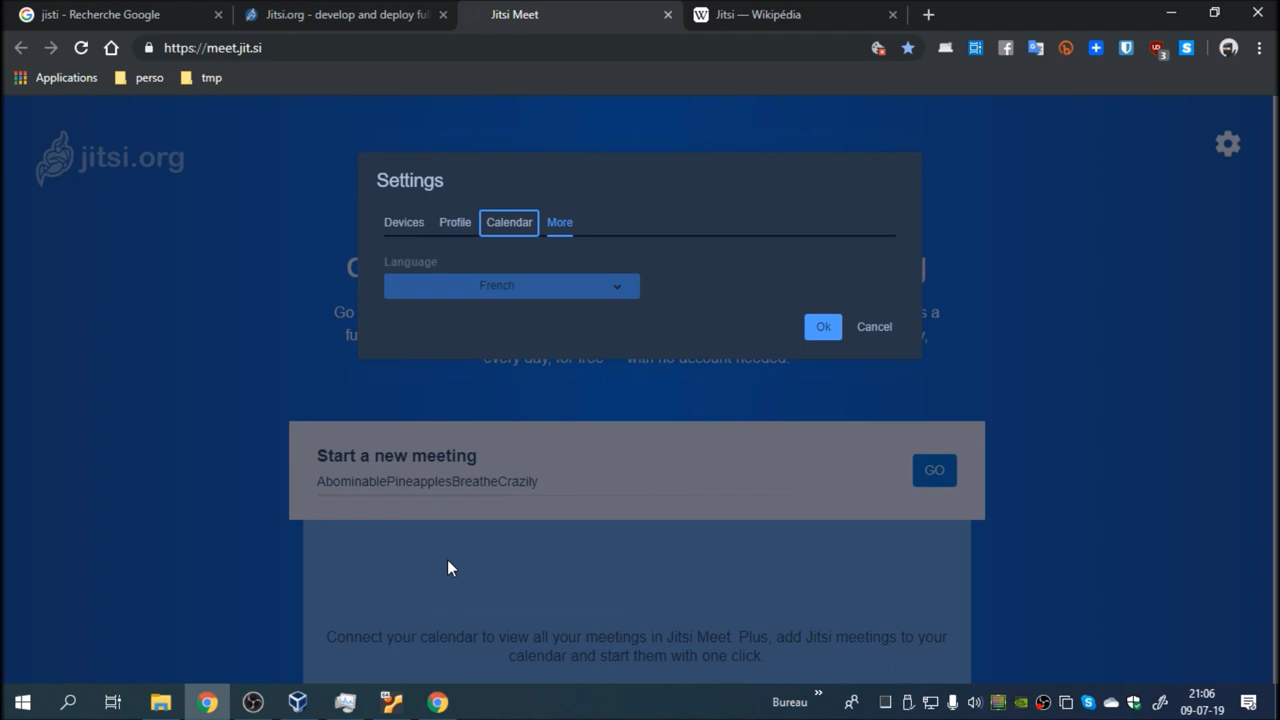 jisti - Recherche Google
Jitsi.org - develop and deploy ful
Jitsi Meet
Jitsi — Wikipédia
https://meet.jit.si
3
Applications
perso
tmp
jitsi.org
Settings
Devices
Profile
Calendar
More
Language
French
Ok
Cancel
Go
s a
fu
every day, for free
with no account needed.
Start a new meeting
AbominablePineapplesBreatheCrazily
GO
Connect your calendar to view all your meetings in Jitsi Meet. Plus, add Jitsi meetings to your
calendar and start them with one click.
Bureau
21:06
09-07-19